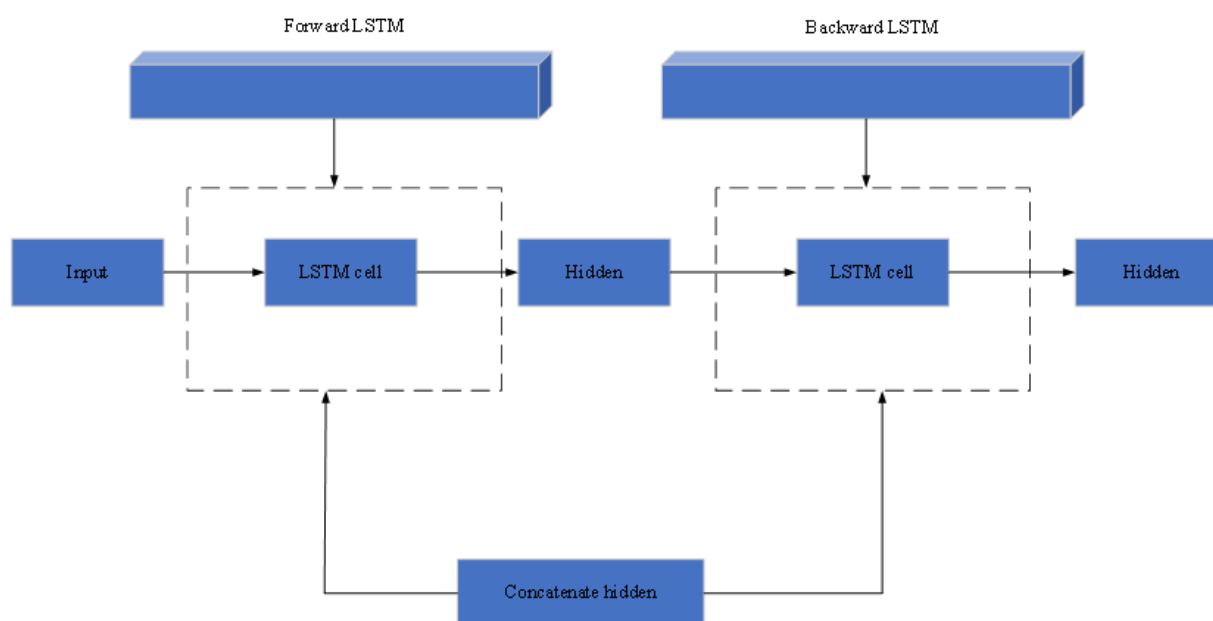 Forward LSTM
Backward LSTM
Input
LSTM cell
Hidden
LSTM cell
Hidden
Concatenate hidden